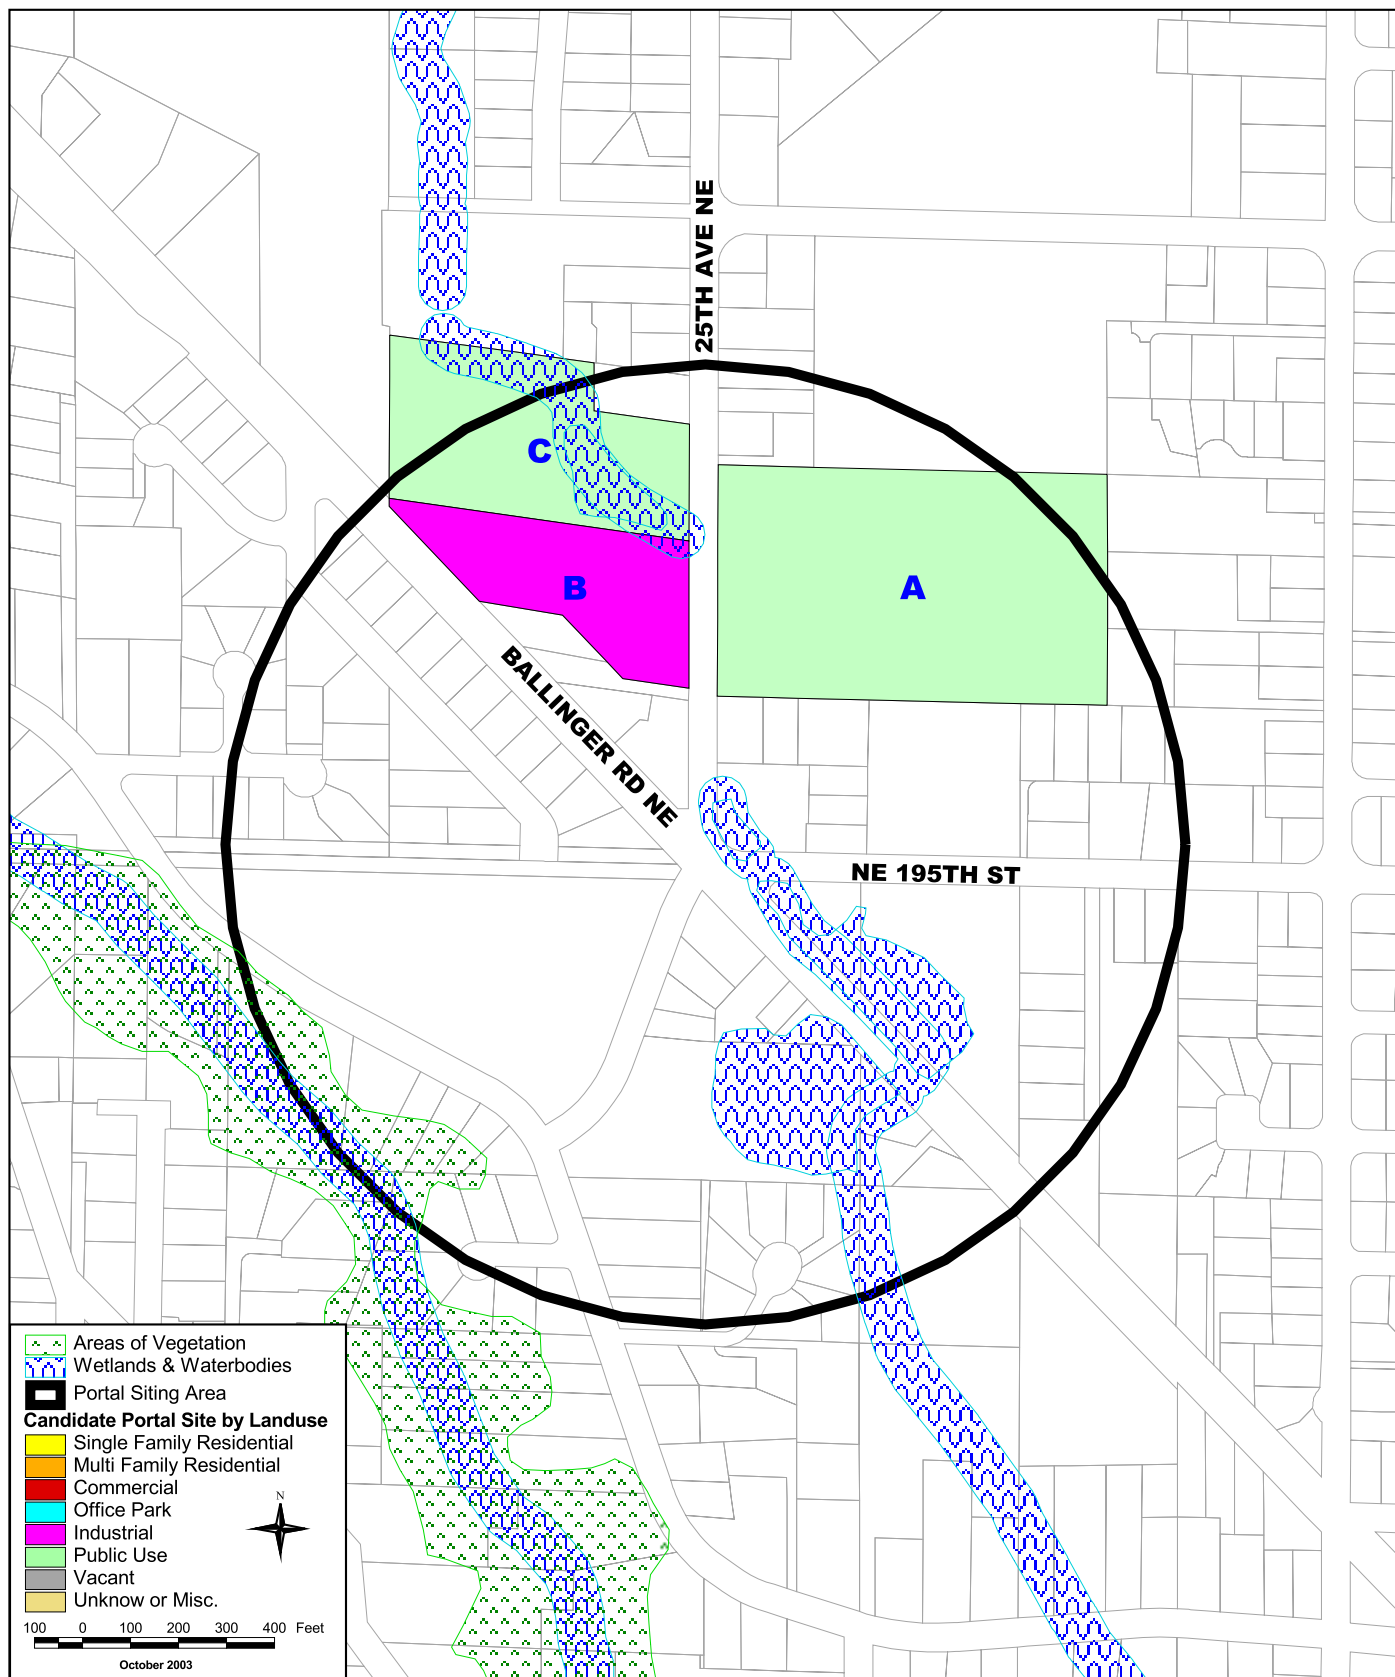 25TH AVE NE
C
B
A
BALLINGER RD NE
NE 195TH ST
Areas of Vegetation
Wetlands & Waterbodies
Portal Siting Area
Candidate Portal Site by Landuse
Single Family Residential
Multi Family Residential
Commercial
Office Park
Industrial
Public Use
Vacant
Unknow or Misc.
N
100 0 100 200 300 400 Feet
October 2003